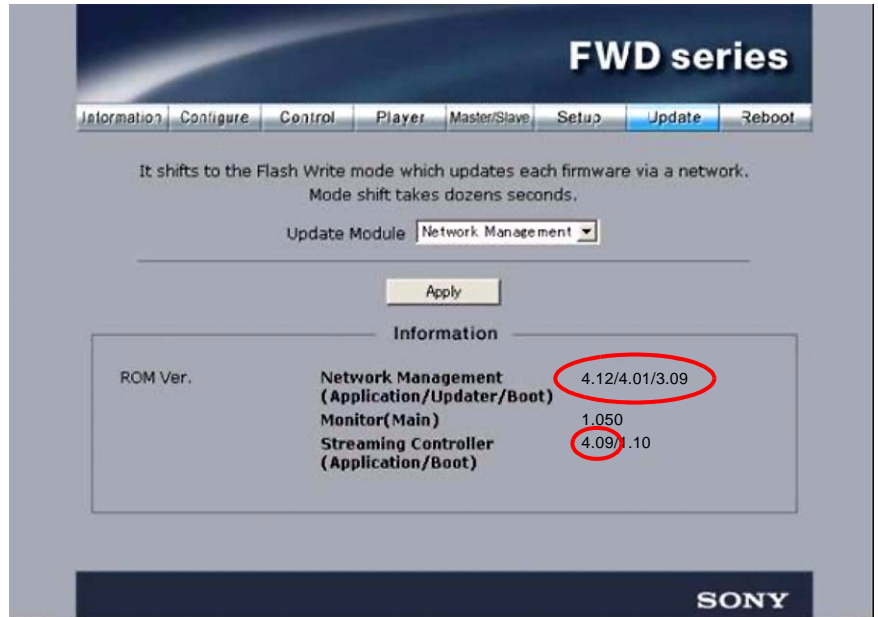 FWD series
Information Configure Control Player Master/Slave Setup Update Reboot
It shifts to the Flash Write mode which updates each firmware via a network.
Mode shift takes dozens seconds.
Update Module Network Management
Apply
Information
ROM Ver. Network Management 4.12/4.01/3.09
(Application/Updater/Boot)
Monitor(Main) 1.050
Streaming Controller 4.09/1.10
(Application/Boot)
SONY